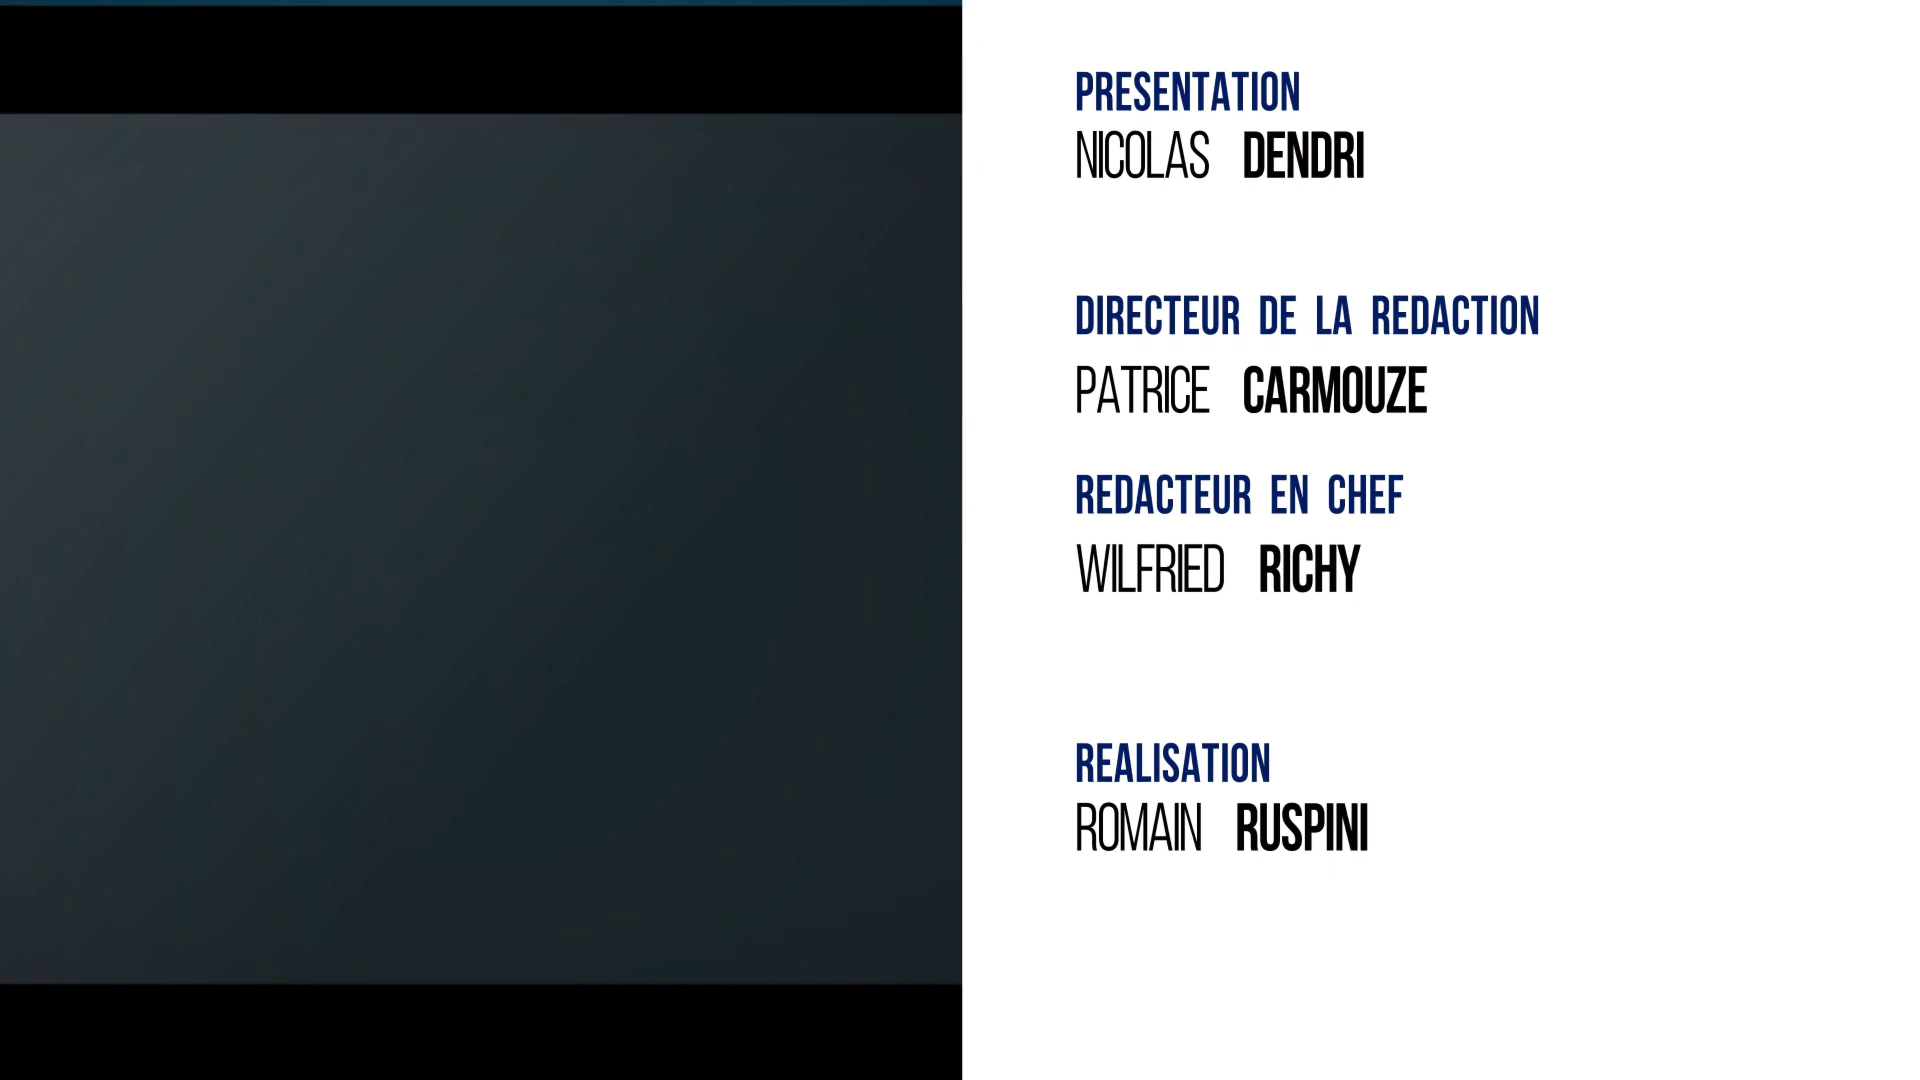 PRESENTATION
NICOLAS DENDRI
DIRECTEUR DE LA REDACTION
PATRICE CARMOUZE
REDACTEUR EN CHEF
WILFRIED RICHY
REALISATION
ROMAIN RUSPINI